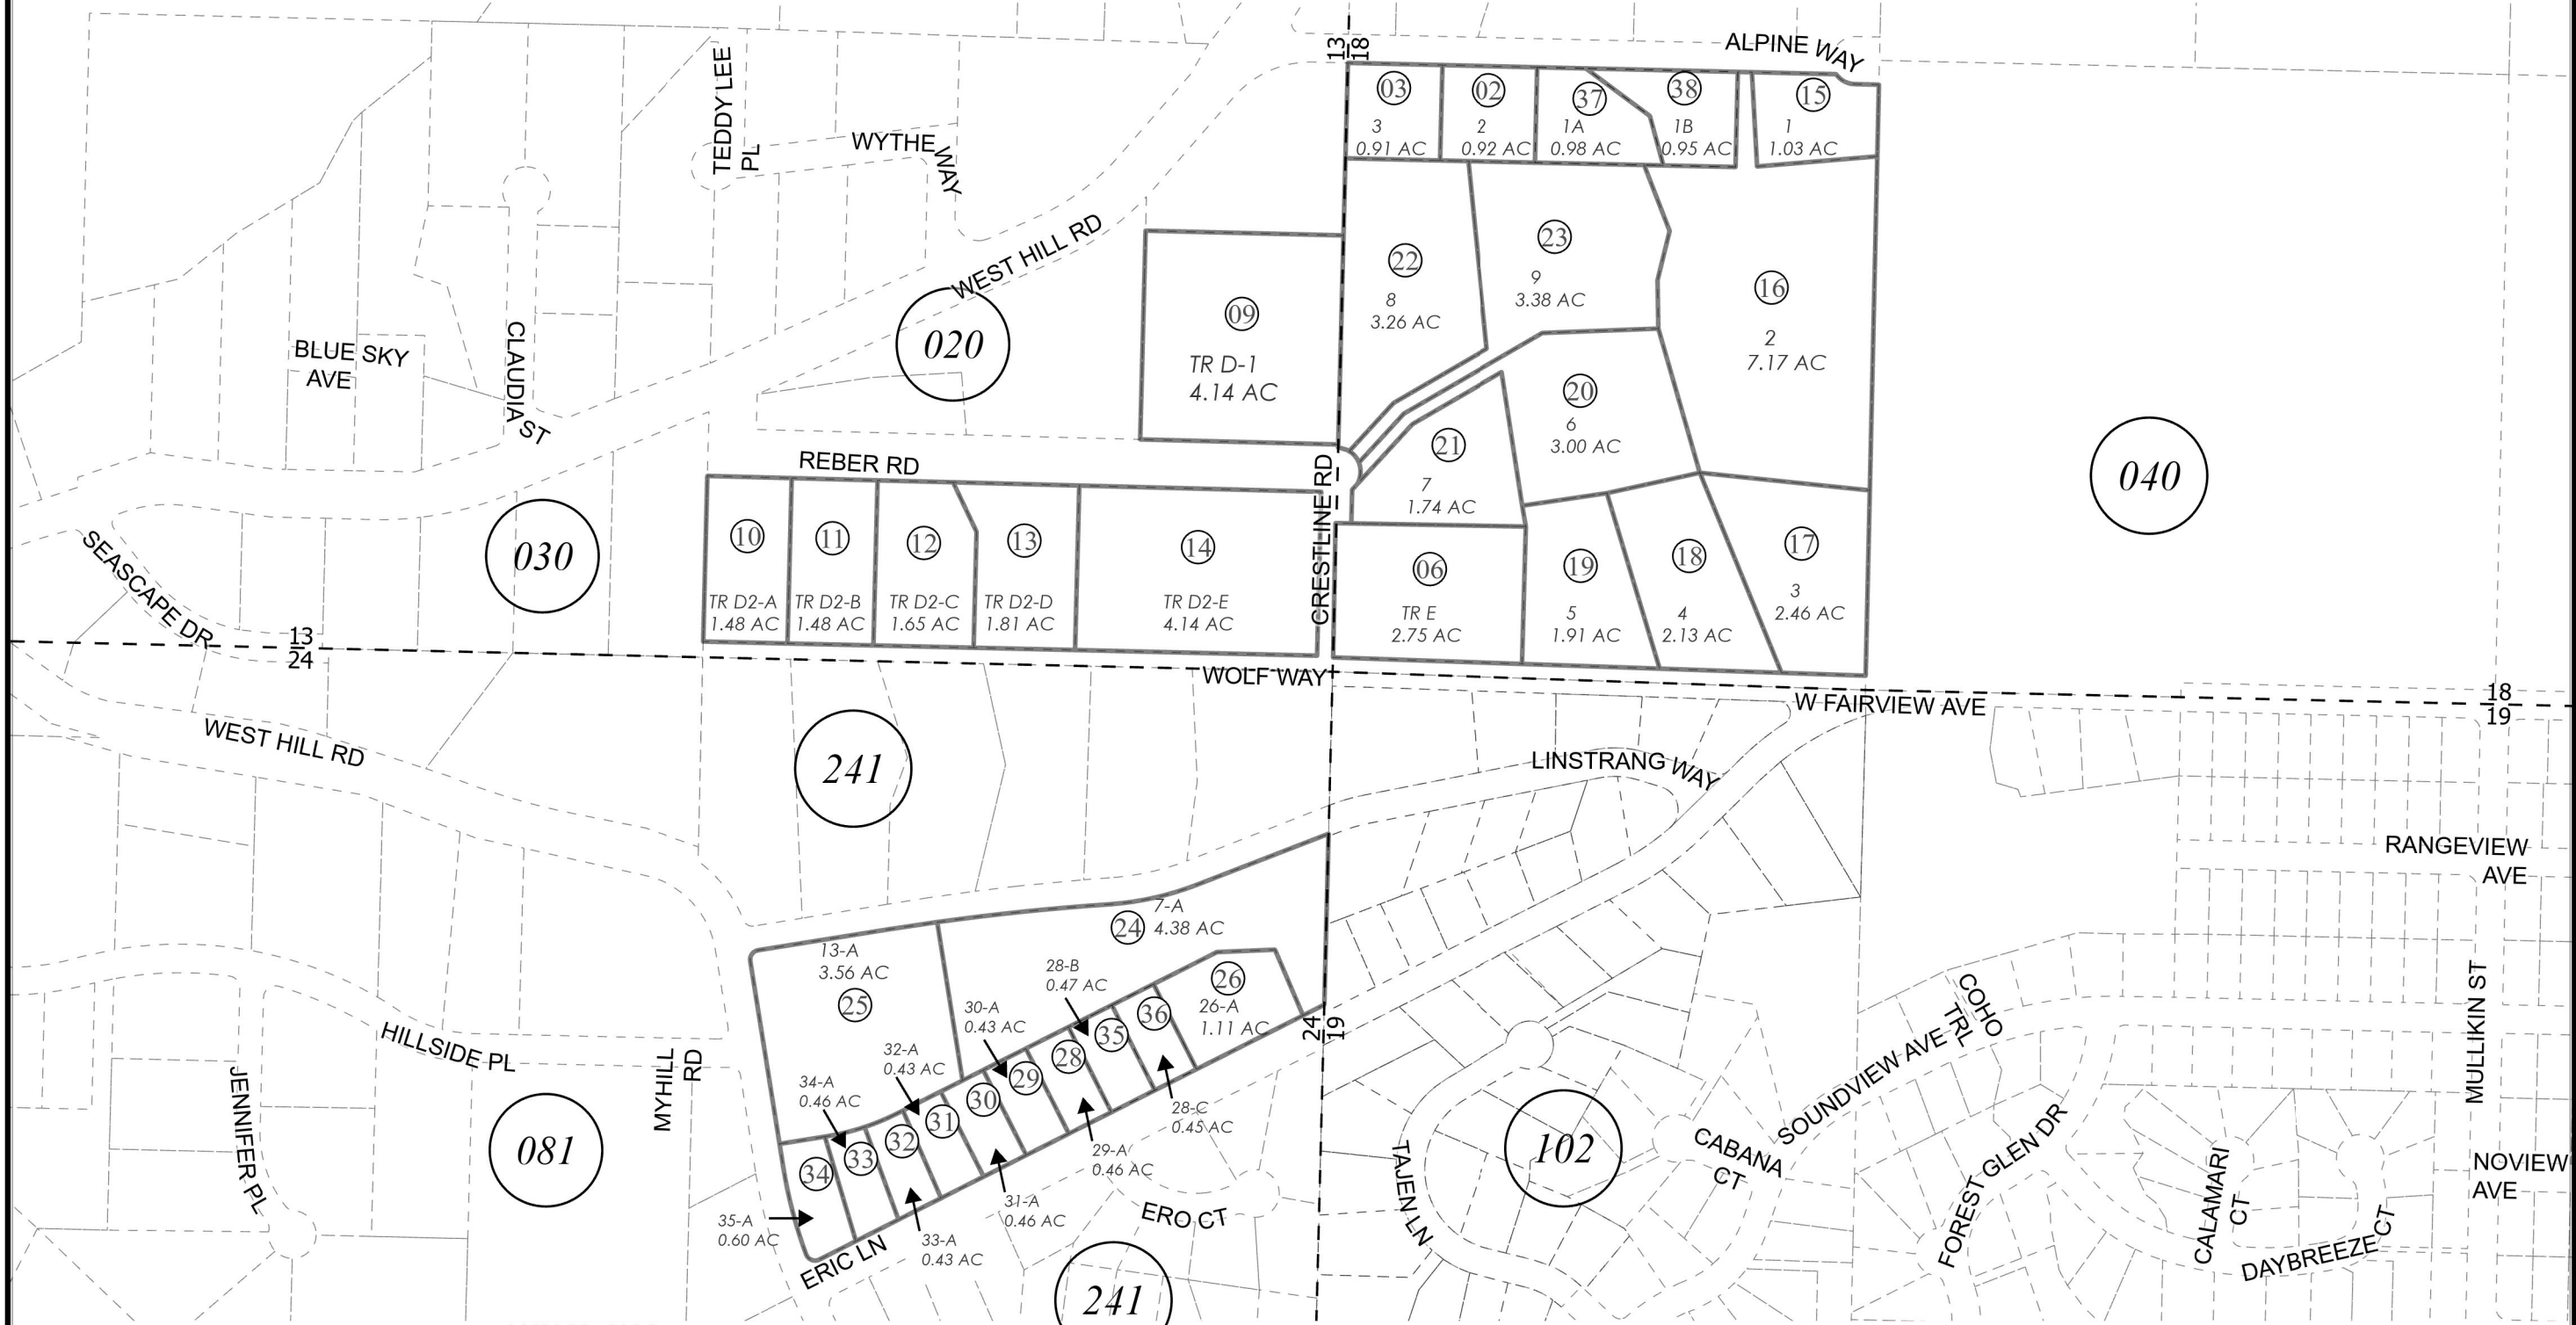 ALPINE WAY
13
18
03
3
0.91 AC
02
2
0.92 AC
37
1A
0.98 AC
38
1B
0.95 AC
15
1
1.03 AC
TEDDY LEE
PL
WYTHE WAY
WEST HILL RD
020
09
TR D-1
4.14 AC
22
8
3.26 AC
23
9
3.38 AC
16
2
7.17 AC
BLUE SKY
AVE
CLAUDIA ST
20
6
3.00 AC
21
7
1.74 AC
040
REBER RD
CRESTLINE RD
030
10
TR D2-A
1.48 AC
11
TR D2-B
1.48 AC
12
TR D2-C
1.65 AC
13
TR D2-D
1.81 AC
14
TR D2-E
4.14 AC
06
TR E
2.75 AC
19
5
1.91 AC
18
4
2.13 AC
17
3
2.46 AC
SEASCAPE DR
13
24
WOLF WAY
W FAIRVIEW AVE
18
19
WEST HILL RD
241
LINSTRANG WAY
RANGEVIEW
AVE
24
7-A
4.38 AC
13-A
3.56 AC
25
28-B
0.47 AC
26
26-A
1.11 AC
30-A
0.43 AC
36
35
28
29
30
31
32
33
34
32-A
0.43 AC
34-A
0.46 AC
24
19
28-C
0.45 AC
29-A
0.46 AC
31-A
0.46 AC
33-A
0.43 AC
35-A
0.60 AC
ERIC LN
ERO CT
241
HILLSIDE PL
JENNIFER PL
MYHILL
RD
081
102
TAJEN LN
CABANA
CT
SOUNDVIEW AVE
COHO
TRL
FOREST GLEN DR
CALAMARI
CT
DAYBREEZE CT
MULLIKIN ST
NOVIEW
AVE